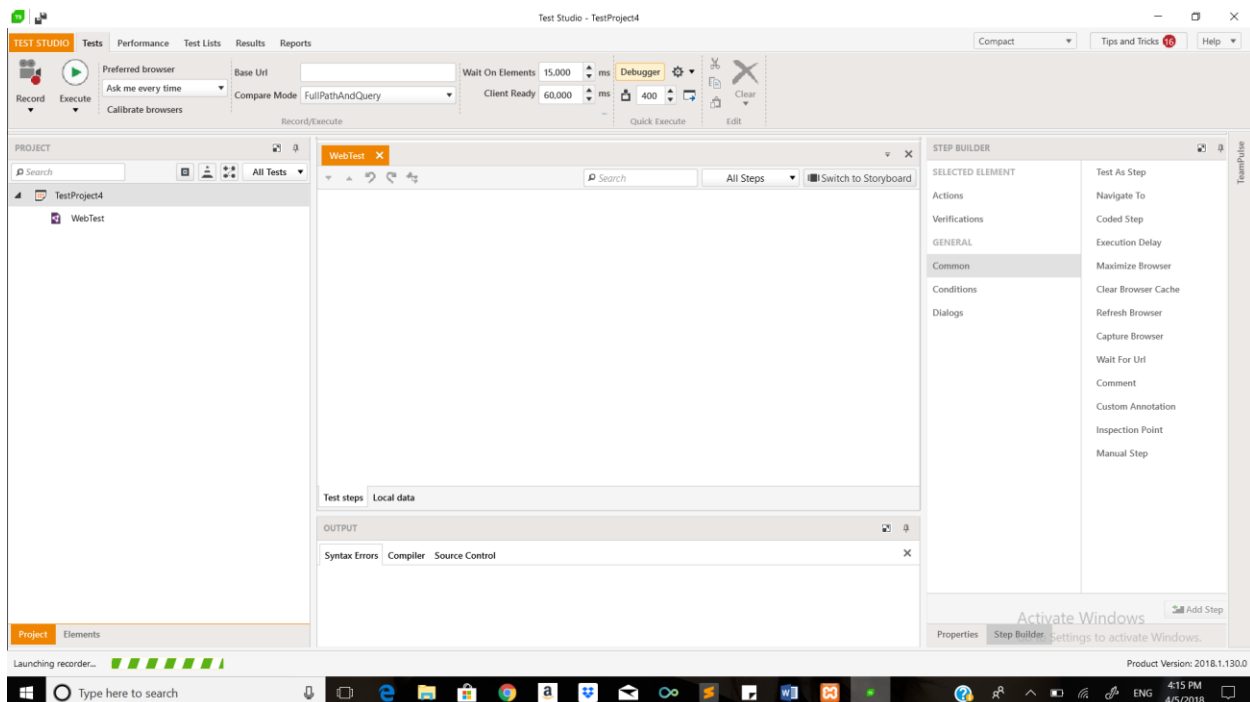 TS
Test Studio - TestProject4
TEST STUDIO Tests Performance Test Lists Results Reports
Compact Tips and Tricks 16 Help
Record
Execute
Preferred browser
Ask me every time
Calibrate browsers
Base Url
Compare Mode FullPathAndQuery
Wait On Elements 15,000 ms
Client Ready 60,000 ms
Record/Execute
Debugger
400
Quick Execute
Clear
Edit
PROJECT
Search All Tests
TestProject4
WebTest
Project Elements
WebTest
Search All Steps Switch to Storyboard
Test steps Local data
OUTPUT
Syntax Errors Compiler Source Control
STEP BUILDER
SELECTED ELEMENT
Actions
Verifications
GENERAL
Common
Conditions
Dialogs
Test As Step
Navigate To
Coded Step
Execution Delay
Maximize Browser
Clear Browser Cache
Refresh Browser
Capture Browser
Wait For Url
Comment
Custom Annotation
Inspection Point
Manual Step
Add Step
Activate Windows
Settings to activate Windows.
Properties Step Builder
TeamPulse
Launching recorder...
Product Version: 2018.1.130.0
Type here to search
ENG
4:15 PM
4/5/2018